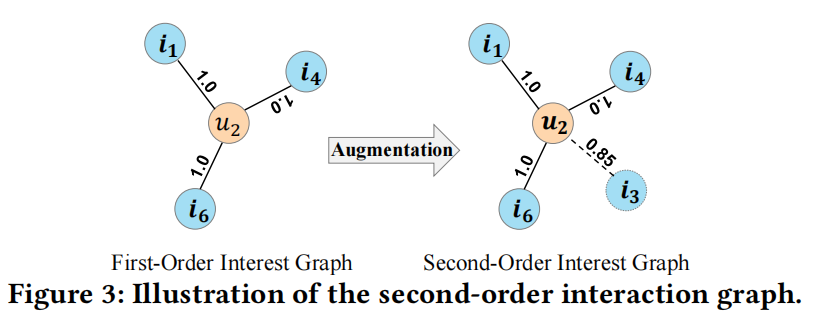 i1
i1
i4
i4
1.0
1.0
1.0
1.0
u2
u2
Augmentation
0.85
1.0
1.0
i3
i6
i6
First-Order Interest Graph
Second-Order Interest Graph
Figure 3: Illustration of the second-order interaction graph.